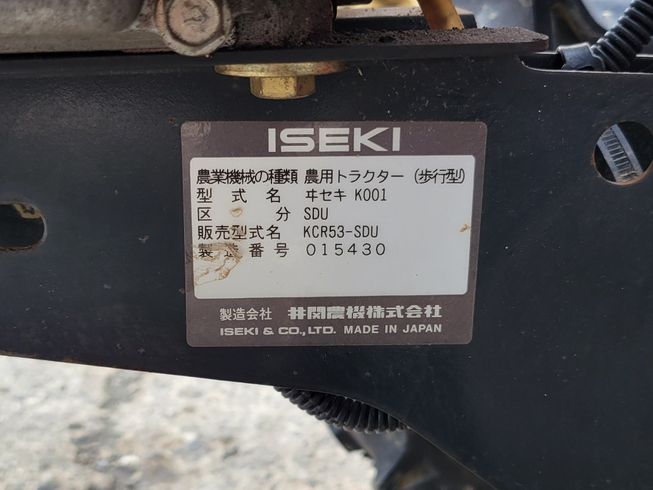 ISEKI
農業機械の種類 農用トラクター (歩行型)
型式名 ヰセキ K001
区分 SDU
販売型式名 KCR53-SDU
製造番号 015430
製造会社 井関農機株式会社
ISEKI & CO., LTD. MADE IN JAPAN